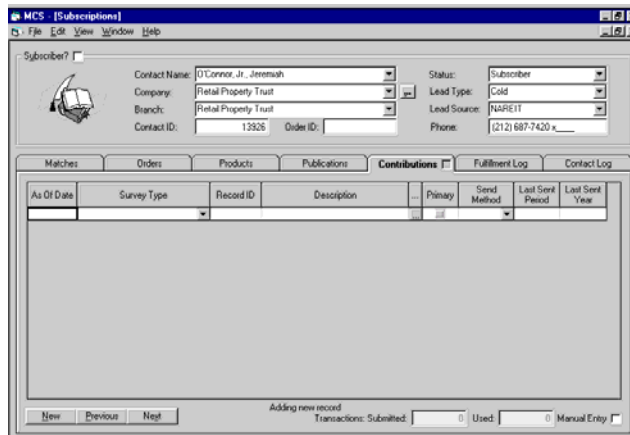 MCS - [Subscriptions]
File Edit View Window Help
Subscriber?
Contact Name: O'Connor, Jr., Jeremiah Status: Subscriber
Company: Retail Property Trust ... Lead Type: Cold
Branch: Retail Property Trust Lead Source: NAREIT
Contact ID: 13926 Order ID: Phone: (212) 687-7420 x____
Matches Orders Products Publications Contributions Fulfillment Log Contact Log
As Of Date Survey Type Record ID Description ... Primary Send Method Last Sent Period Last Sent Year
...
Adding new record
New Previous Next Transactions: Submitted: 0 Used: 0 Manual Entry